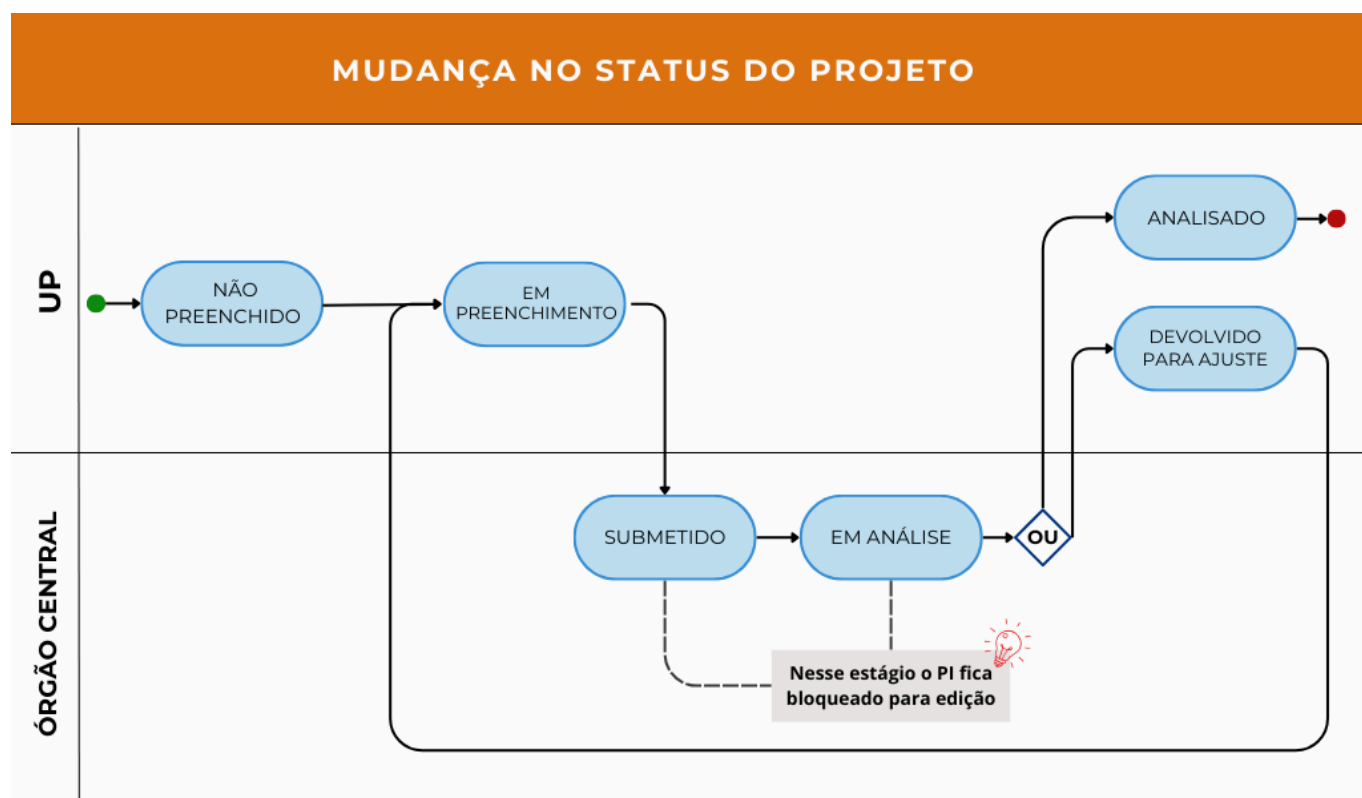 MUDANÇA NO STATUS DO PROJETO
UP
NÃO
PREENCHIDO
EM
PREENCHIMENTO
ANALISADO
DEVOLVIDO
PARA AJUSTE
ÓRGÃO CENTRAL
SUBMETIDO
EM ANÁLISE
OU
Nesse estágio o PI fica
bloqueado para edição